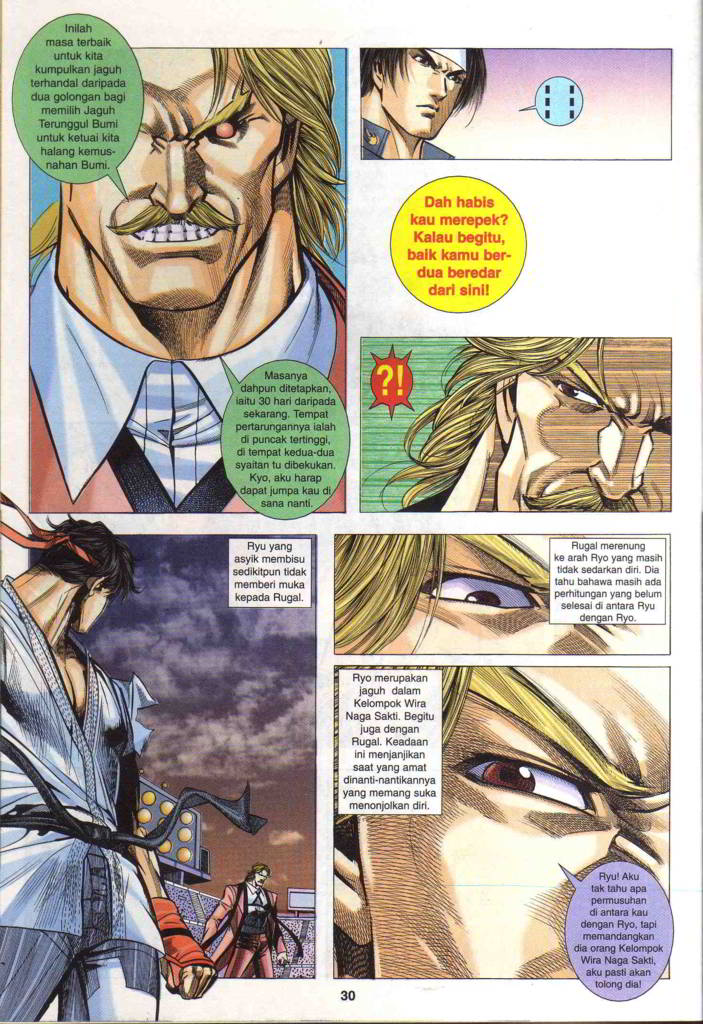 Inilah
masa terbaik
untuk kita
kumpulkan jaguh
terhandal daripada
dua golongan bagi
memilih Jaguh
Terunggul Bumi
untuk ketuai kita
halang kemus-
nahan Bumi.
Masanya
dahpun ditetapkan,
iaitu 30 hari daripada
sekarang. Tempat
pertarungannya ialah
di puncak tertinggi,
di tempat kedua-dua
syaitan tu dibekukan.
Kyo, aku harap
dapat jumpa kau di
sana nanti.
Dah habis
kau merepek?
Kalau begitu,
baik kamu ber-
dua beredar
dari sini!
?!
Ryu yang
asyik membisu
sedikitpun tidak
memberi muka
kepada Rugal.
Rugal merenung
ke arah Ryo yang masih
tidak sedarkan diri. Dia
tahu bahawa masih ada
perhitungan yang belum
selesai di antara Ryu
dengan Ryo.
Ryo merupakan
jaguh dalam
Kelompok Wira
Naga Sakti. Begitu
juga dengan
Rugal. Keadaan
ini menjanjikan
saat yang amat
dinanti-nantikannya
yang memang suka
menonjolkan diri.
Ryu! Aku
tak tahu apa
permusuhan
di antara kau
dengan Ryo, tapi
memandangkan
dia orang Kelompok
Wira Naga Sakti,
aku pasti akan
tolong dia!
30